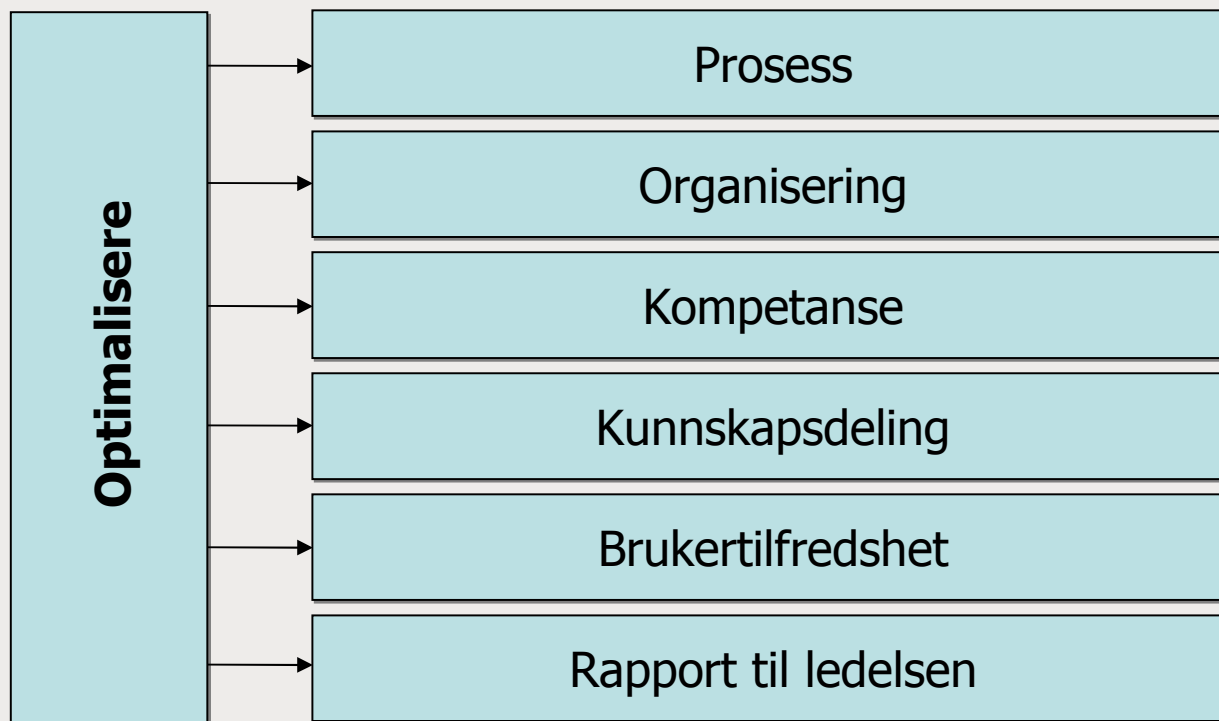 Optimalisere
Prosess
Organisering
Kompetanse
Kunnskapsdeling
Brukertilfredshet
Rapport til ledelsen